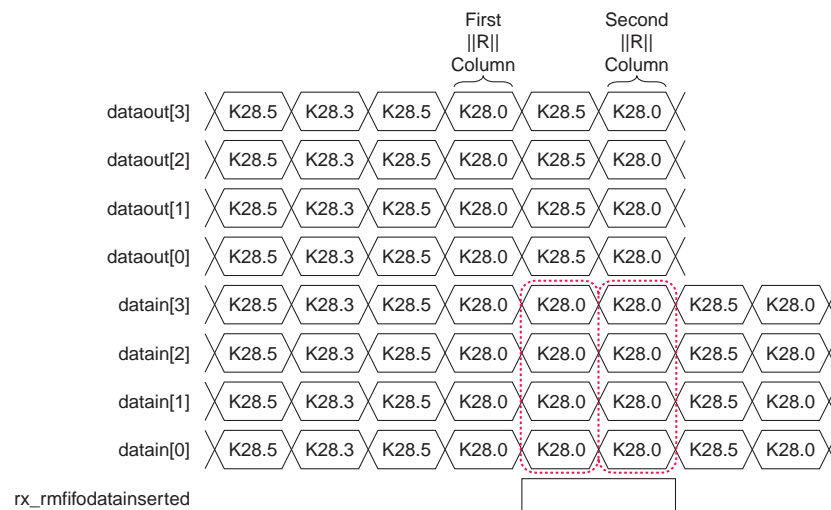 First Second
||R|| ||R||
Column Column
dataout[3] K28.5 K28.3 K28.5 K28.0 K28.5 K28.0
dataout[2] K28.5 K28.3 K28.5 K28.0 K28.5 K28.0
dataout[1] K28.5 K28.3 K28.5 K28.0 K28.5 K28.0
dataout[0] K28.5 K28.3 K28.5 K28.0 K28.5 K28.0
datain[3] K28.5 K28.3 K28.5 K28.0 K28.0 K28.0 K28.5 K28.0
datain[2] K28.5 K28.3 K28.5 K28.0 K28.0 K28.0 K28.5 K28.0
datain[1] K28.5 K28.3 K28.5 K28.0 K28.0 K28.0 K28.5 K28.0
datain[0] K28.5 K28.3 K28.5 K28.0 K28.0 K28.0 K28.5 K28.0
rx_rmfifodatainserted